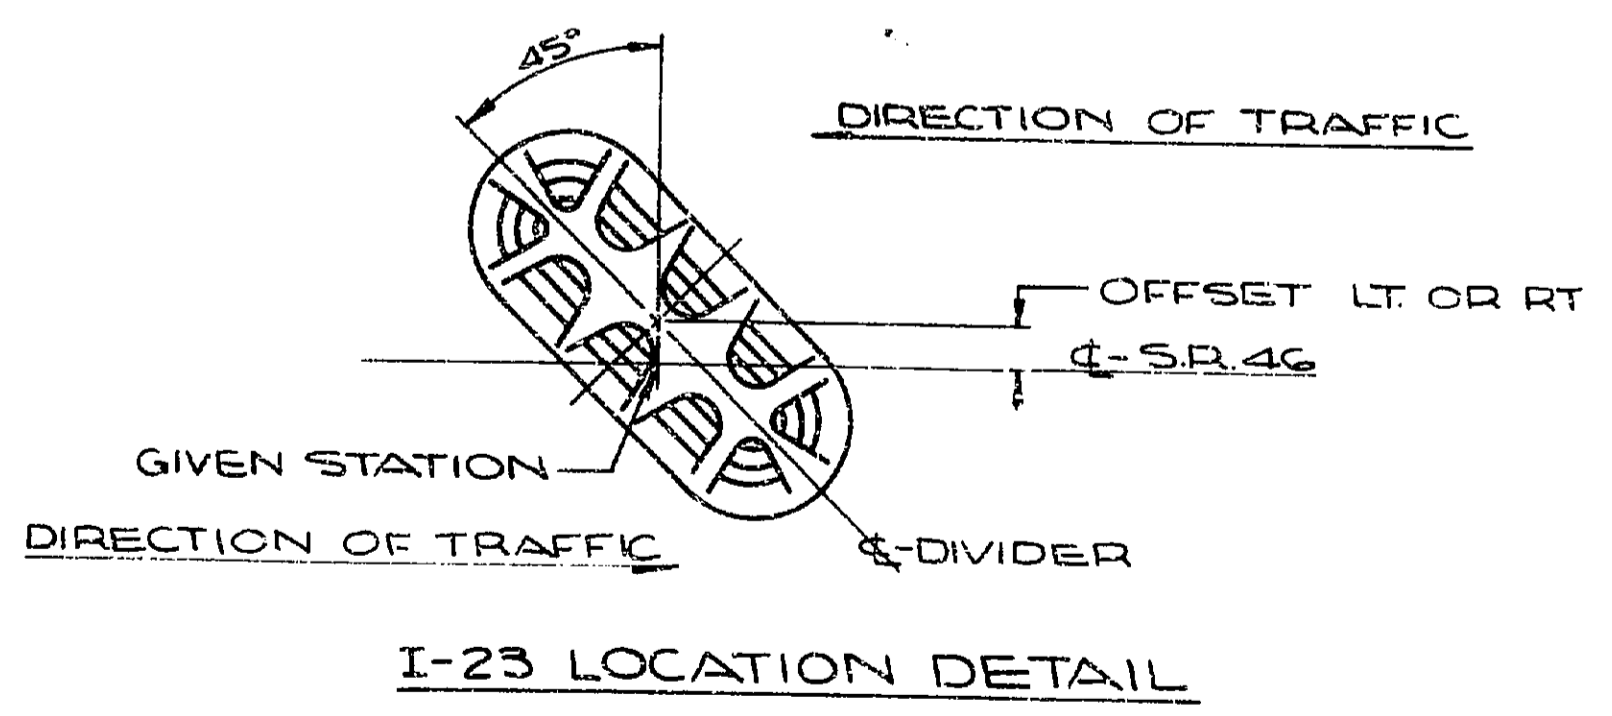 45°
DIRECTION OF TRAFFIC
OFFSET LT. OR RT
℄-S.R.46
GIVEN STATION
DIRECTION OF TRAFFIC
℄-DIVIDER
I-23 LOCATION DETAIL